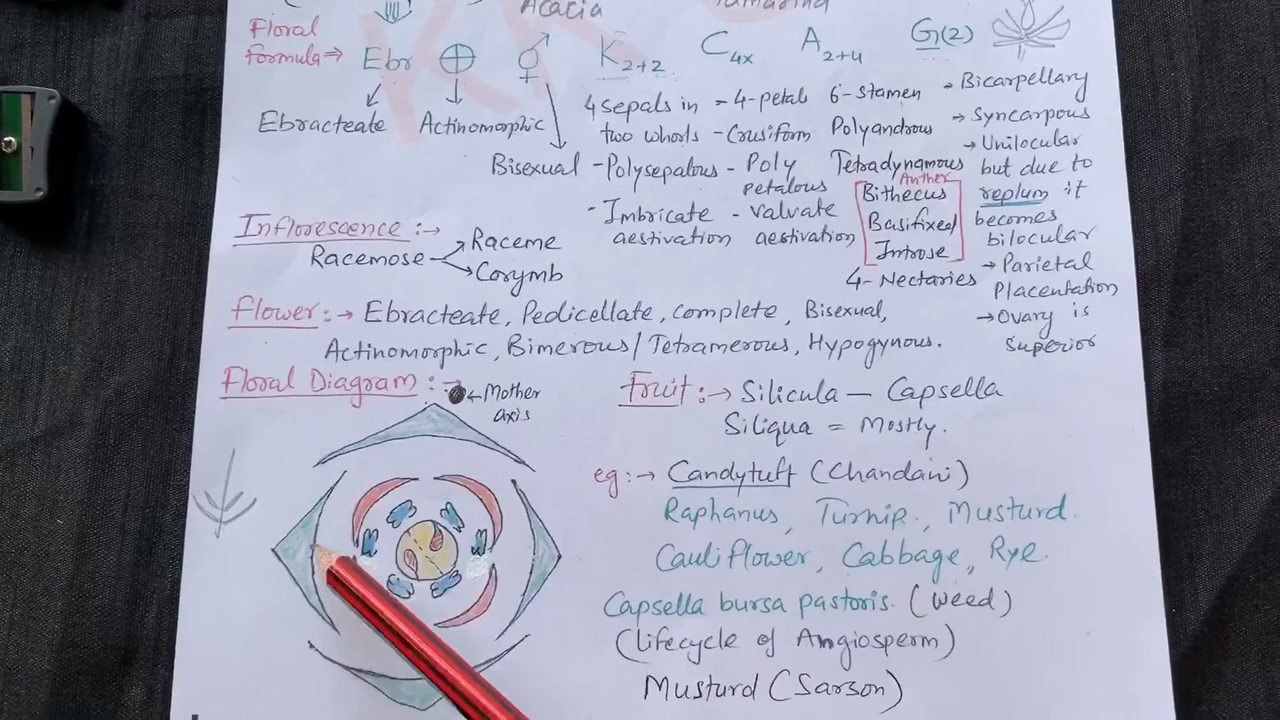 Acacia
Floral
Formula→ Ebr ⊕ ⚥ K2+2 C4x A2+4 G(2)
Ebracteate Actinomorphic
Bisexual
4 sepals in
two whorls
-Polysepalous
- Imbricate
aestivation
- 4-petal
- Crusiform
- Poly
petalous
- valvate
aestivation
6-stamen
Polyandrous
Tetradynamous
Anther
Bithecus
Basifixed
Introse
4-Nectaries
→ Bicarpellary
→ Syncarpous
→ Unilocular
but due to
replum it
becomes
bilocular
→ Parietal
Placentation
→ Ovary is
Superior
Inflorescence :→
Racemose Raceme
Corymb
Flower:→ Ebracteate, Pedicellate, complete, Bisexual,
Actinomorphic, Bimerous/Tetramerous, Hypogynous.
Floral Diagram:→
←Mother
axis
Fruit:→ Silicula — Capsella
Siliqua = Mostly.
eg:→ Candytuft (Chandani)
Raphanus, Turnip, Musturd.
Cauliflower, Cabbage, Rye.
Capsella bursa pastoris. (weed)
(lifecycle of Angiosperm)
Musturd (Sarson)